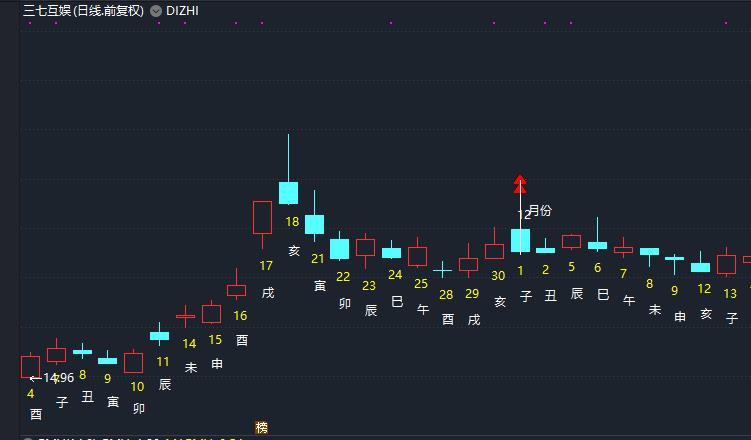 三七互娱(日线.前复权) DIZHI
12月份
18
亥
17
戌
21
寅
22
卯
23
辰
24
巳
25
午
28
酉
29
戌
30
亥
1
子
2
丑
5
辰
6
巳
7
午
8
未
9
申
12
亥
13
子
16
酉
15
申
14
未
11
辰
←14.96
4
酉
7
子
8
丑
9
寅
10
卯
榜